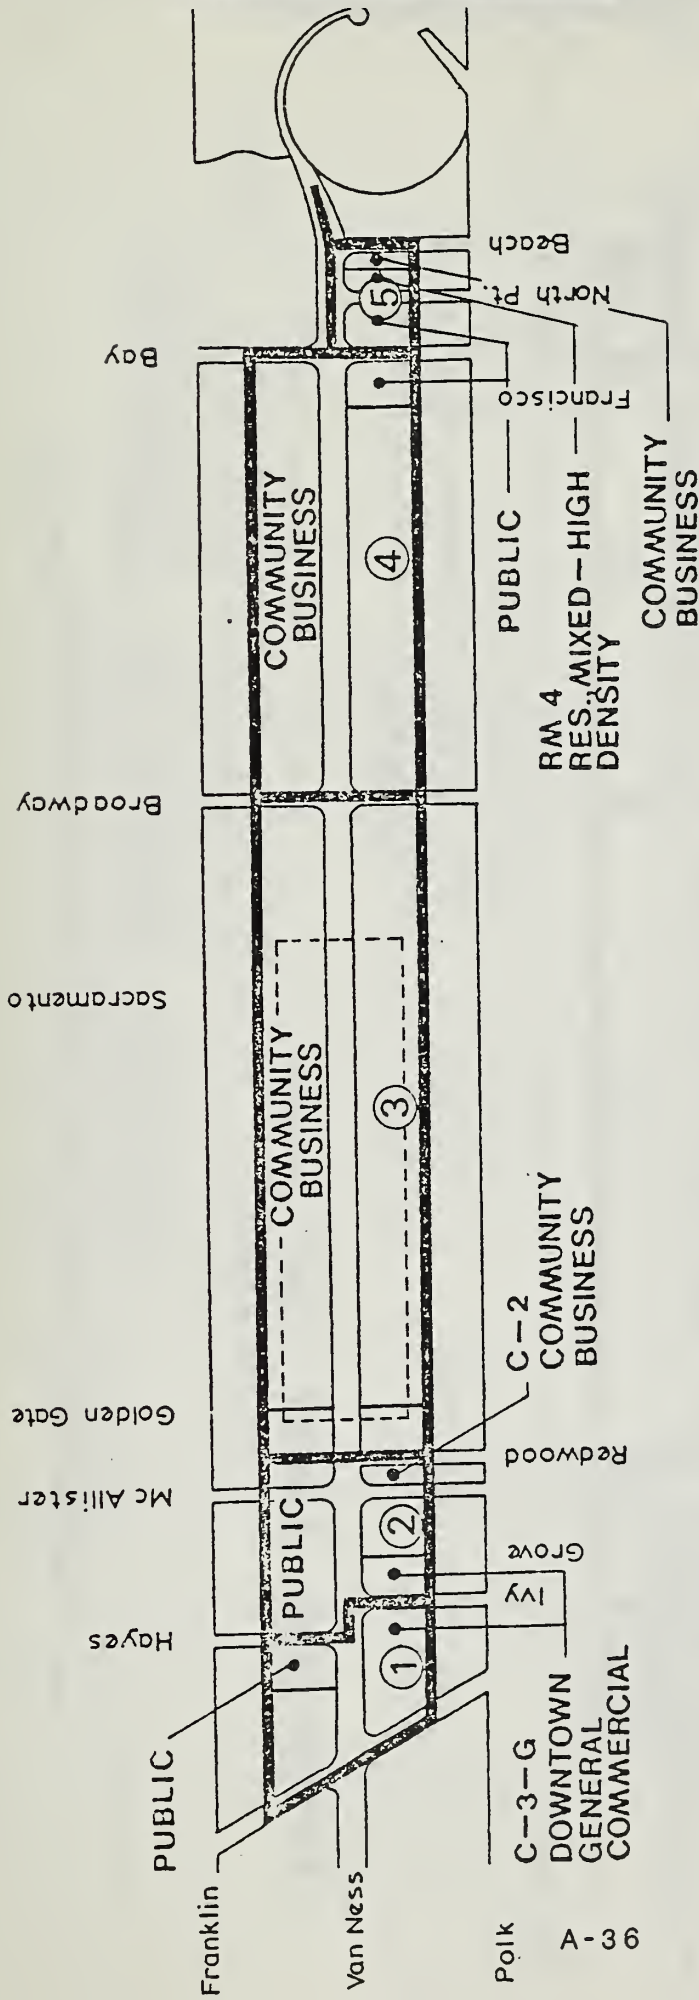 Franklin
Van Ness
Polk
PUBLIC
Hayes
Mc Allister
Golden Gate
Sacramento
Broadway
Bay
PUBLIC
COMMUNITY
BUSINESS
COMMUNITY
BUSINESS
1
2
3
4
5
Ivy
Grove
Redwood
Francisco
North Pt.
Beach
C-3-G
DOWNTOWN
GENERAL
COMMERCIAL
C-2
COMMUNITY
BUSINESS
PUBLIC
RM 4
RES., MIXED-HIGH
DENSITY
COMMUNITY
BUSINESS
A-36